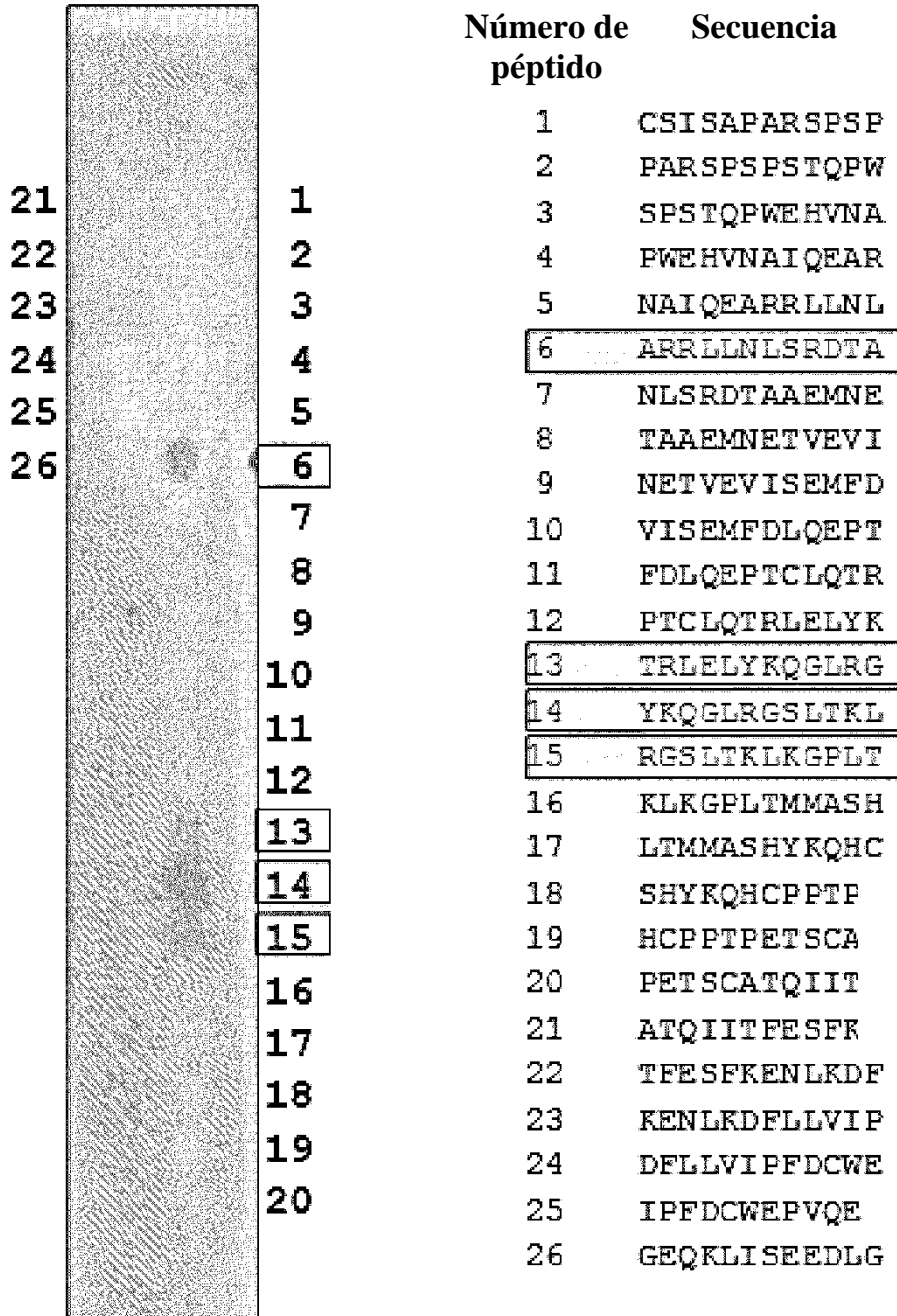 21
22
23
24
25
26
1
2
3
4
5
6
7
8
9
10
11
12
13
14
15
16
17
18
19
20
Número de Secuencia
péptido
1 CSISAPARSPSP
2 PARSPSPSTQPW
3 SPSTQPWEHVNA
4 PWEHVNAIQEAR
5 NAIQEARRLLNL
6 ARRLLNLSRDTA
7 NLSRDTAAEMNE
8 TAAEMNETVEVI
9 NETVEVISEMFD
10 VISEMFDLQEPT
11 FDLQEPTCLQTR
12 PTCLQTRLELYK
13 TRLELYKQGLRG
14 YKQGLRGSLTKL
15 RGSLTKLKGPLT
16 KLKGPLTMMASH
17 LTMMASHYKQHC
18 SHYKQHCPPTP
19 HCPPTPETSCA
20 PETSCATQIIT
21 ATQIITFESFK
22 TFESFKENLKDF
23 KENLKDFLLVIP
24 DFLLVIPFDCWE
25 IPFDCWEPVQE
26 GEQKLISEEDLG